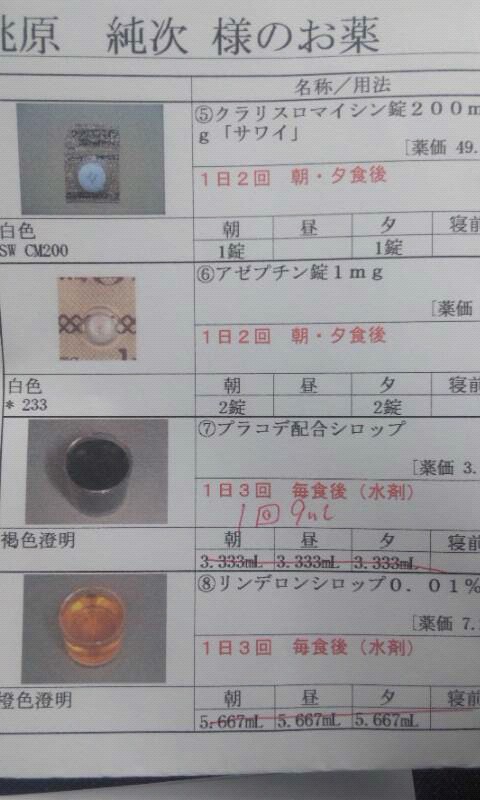 桃原 純次 様のお薬
名称／用法
⑤クラリスロマイシン錠２００m
g「サワイ」
[薬価 49.
1日2回 朝・夕食後
白色
SW CM200
朝 昼 夕 寝前
1錠 1錠
⑥アゼプチン錠１ｍｇ
[薬価
1日2回 朝・夕食後
白色
* 233
朝 昼 夕 寝前
2錠 2錠
⑦プラコデ配合シロップ
[薬価 3.
1日3回 毎食後（水剤）
1回9mL
褐色澄明
朝 昼 夕 寝前
3.333mL 3.333mL 3.333mL
⑧リンデロンシロップ０．０１%
[薬価 7.
1日3回 毎食後（水剤）
橙色澄明
朝 昼 夕 寝前
5.667mL 5.667mL 5.667mL